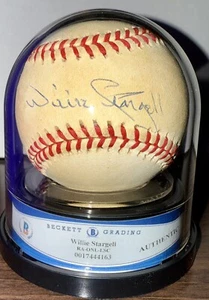 Willie Stargell
BECKETT B GRADING
Willie Stargell
0017444163
AUTHENTIC